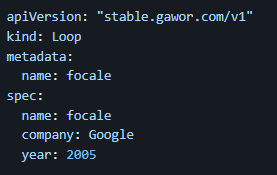 apiVersion: "stable.gawor.com/v1"
kind: Loop
metadata:
  name: focale
spec:
  name: focale
  company: Google
  year: 2005